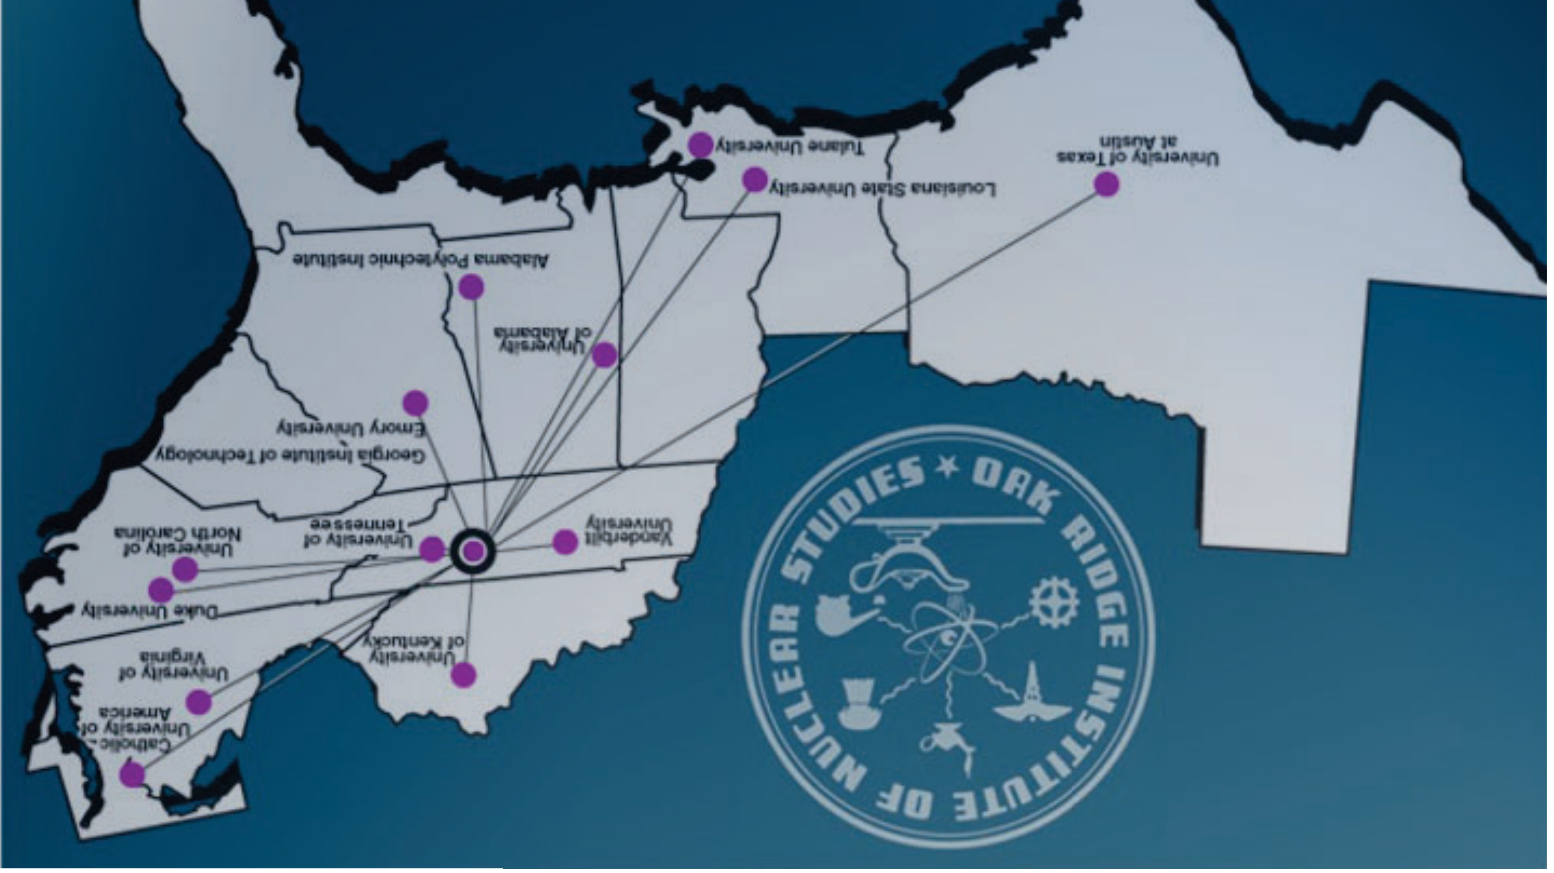 Catholic
University of
America
University of
Virginia
Duke University
University of
North Carolina
University
of Kentucky
Vanderbilt
University
University of
Tennessee
Georgia Institute of Technology
Emory University
University
of Alabama
Alabama Polytechnic Institute
Louisiana State University
Tulane University
University of Texas
at Austin
OAK RIDGE INSTITUTE OF NUCLEAR STUDIES